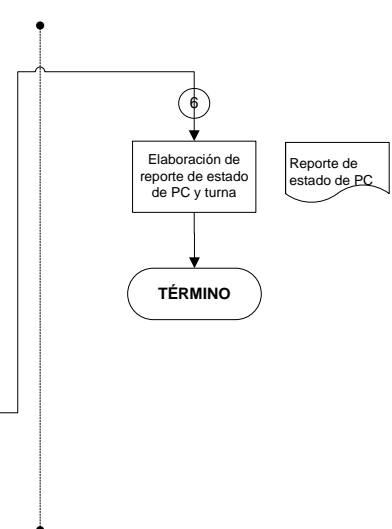 6
Elaboración de
reporte de estado
de PC y turna
Reporte de
estado de PC
TÉRMINO